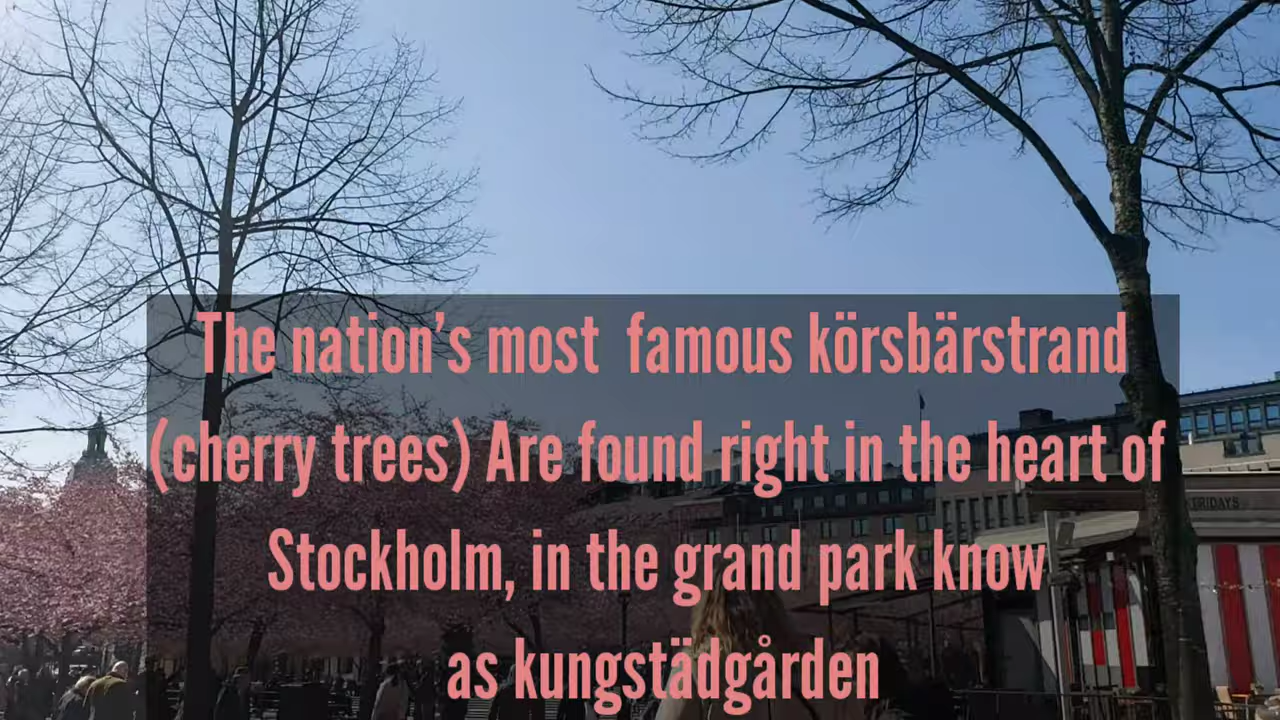 The nation's most famous körsbärstrand
(cherry trees) Are found right in the heart of
Stockholm, in the grand park know
as kungstädgården
FRIDAYS